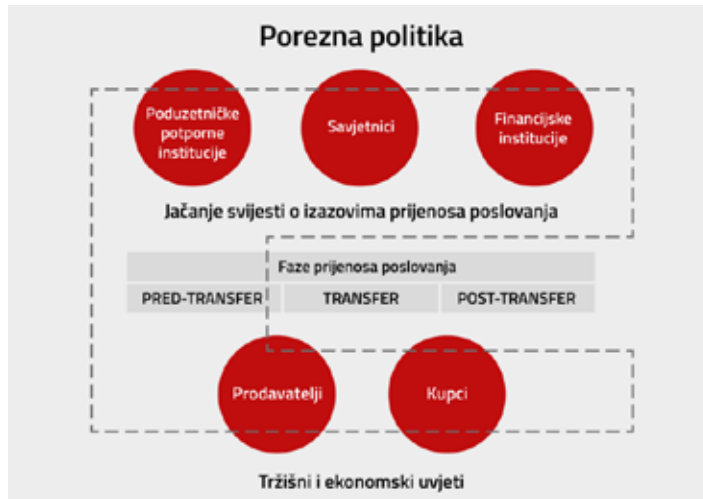 Porezna politika
Poduzetničke
potporne
institucije
Savjetnici
Financijske
institucije
Jačanje svijesti o izazovima prijenosa poslovanja
Faze prijenosa poslovanja
PRED-TRANSFER
TRANSFER
POST-TRANSFER
Prodavatelji
Kupci
Tržišni i ekonomski uvjeti